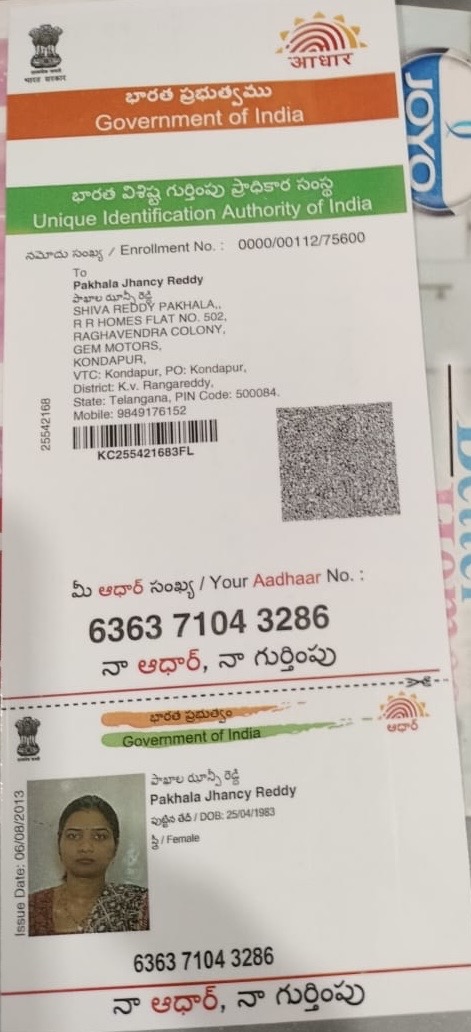 भारत सरकार
आधार
భారత ప్రభుత్వము
Government of India
భారత విశిష్ట గుర్తింపు ప్రాధికార సంస్థ
Unique Identification Authority of India
నమోదు సంఖ్య / Enrollment No. : 0000/00112/75600
To
Pakhala Jhancy Reddy
పాఖాల ఝాన్సీ రెడ్డి
SHIVA REDDY PAKHALA,,
R R HOMES FLAT NO. 502,
RAGHAVENDRA COLONY,
GEM MOTORS,
KONDAPUR,
VTC: Kondapur, PO: Kondapur,
District: K.v. Rangareddy,
State: Telangana, PIN Code: 500084.
Mobile: 9849176152
25542168
KC255421683FL
మీ ఆధార్ సంఖ్య / Your Aadhaar No. :
6363 7104 3286
నా ఆధార్, నా గుర్తింపు
భారత ప్రభుత్వం
Government of India
ఆధార్
పాఖాల ఝాన్సీ రెడ్డి
Pakhala Jhancy Reddy
పుట్టిన తేదీ / DOB: 25/04/1983
స్త్రీ / Female
Issue Date: 06/08/2013
6363 7104 3286
నా ఆధార్, నా గుర్తింపు
JOYO